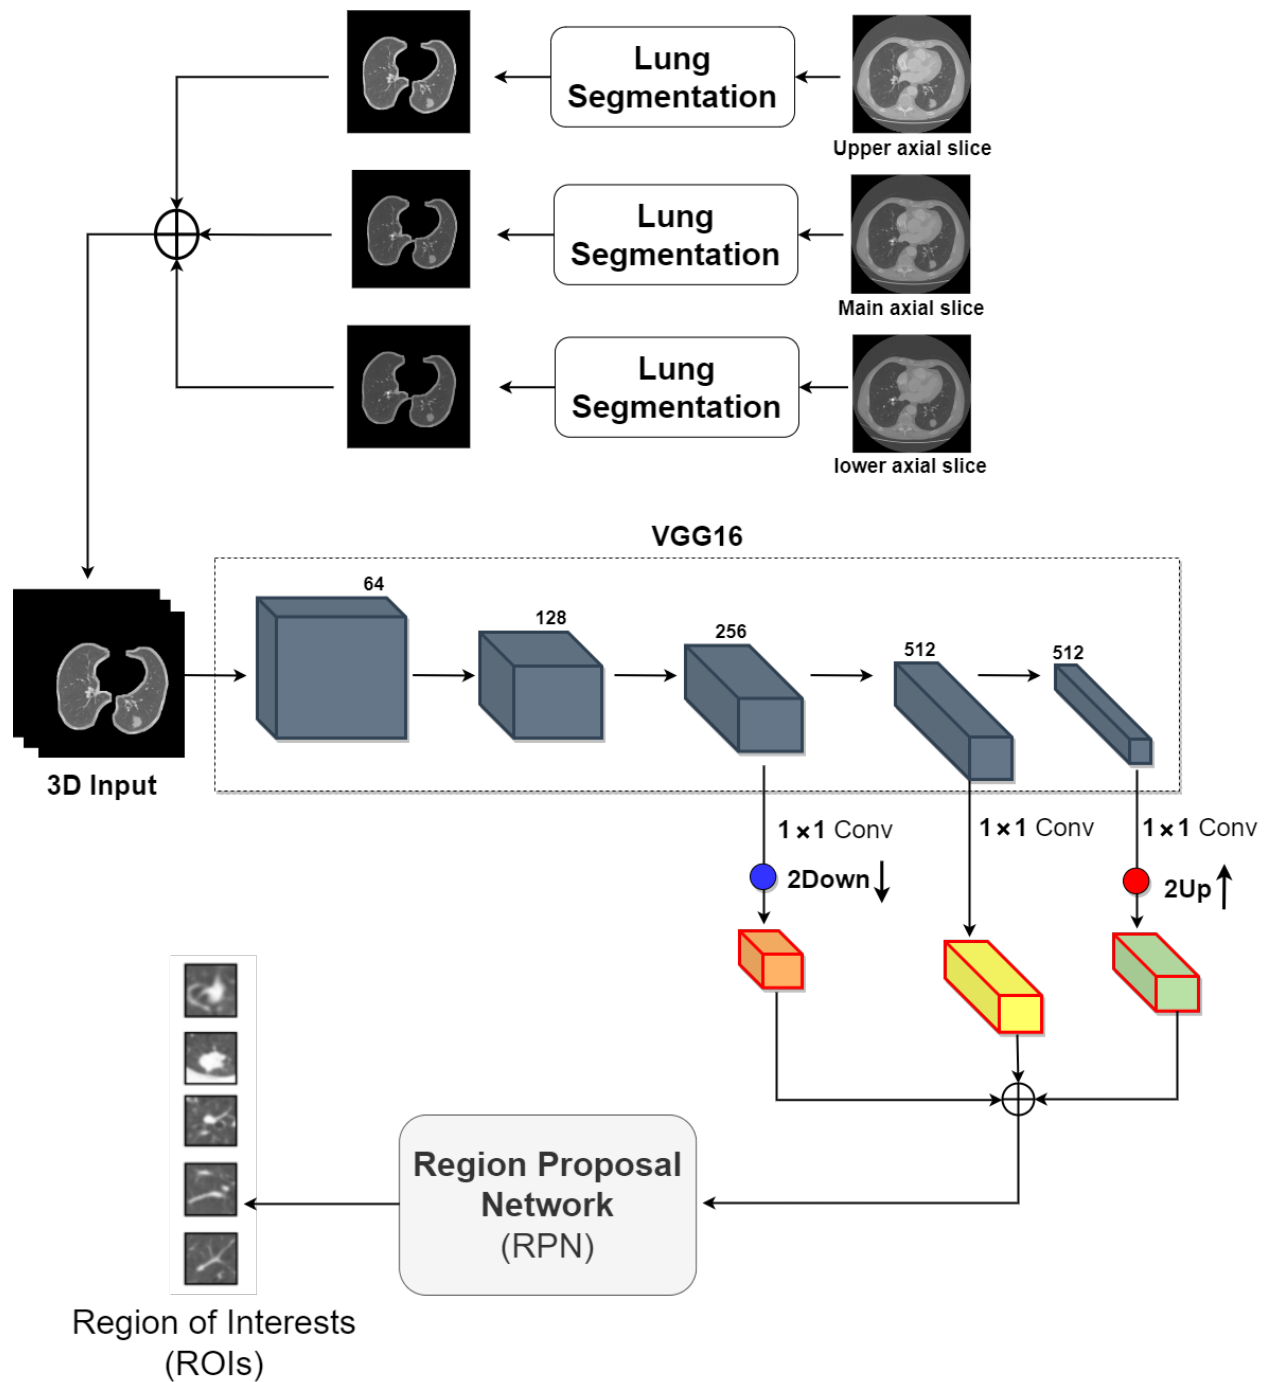 Lung
Segmentation
Upper axial slice
Lung
Segmentation
Main axial slice
Lung
Segmentation
lower axial slice
VGG16
64
128
256
512
512
3D Input
1×1 Conv
1×1 Conv
1×1 Conv
2Down
2Up
Region Proposal
Network
(RPN)
Region of Interests
(ROIs)